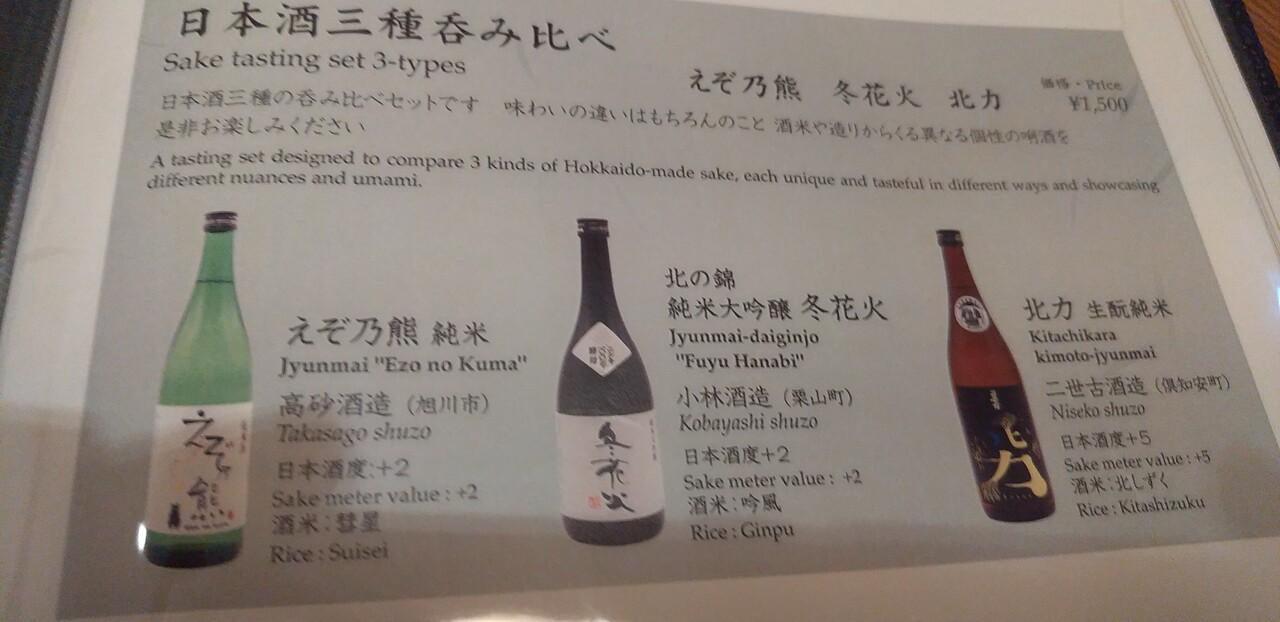 日本酒三種呑み比べ
Sake tasting set 3-types
えぞ乃熊 冬花火 北力
価格・Price
¥1,500
日本酒三種の呑み比べセットです 味わいの違いはもちろんのこと 酒米や造りからくる異なる個性の唎酒を
是非お楽しみください
A tasting set designed to compare 3 kinds of Hokkaido-made sake, each unique and tasteful in different ways and showcasing
different nuances and umami.
えぞ乃熊 純米
Jyunmai "Ezo no Kuma"
高砂酒造(旭川市)
Takasago shuzo
日本酒度:+2
Sake meter value : +2
酒米:彗星
Rice : Suisei
えぞ乃熊
北の錦
純米大吟醸 冬花火
Jyunmai-daiginjo
"Fuyu Hanabi"
小林酒造(栗山町)
Kobayashi shuzo
日本酒度+2
Sake meter value : +2
酒米:吟風
Rice : Ginpu
冬花火
北力 生酛純米
Kitachikara
kimoto-jyunmai
二世古酒造(倶知安町)
Niseko shuzo
日本酒度+5
Sake meter value : +5
酒米:北しずく
Rice : Kitashizuku
北力